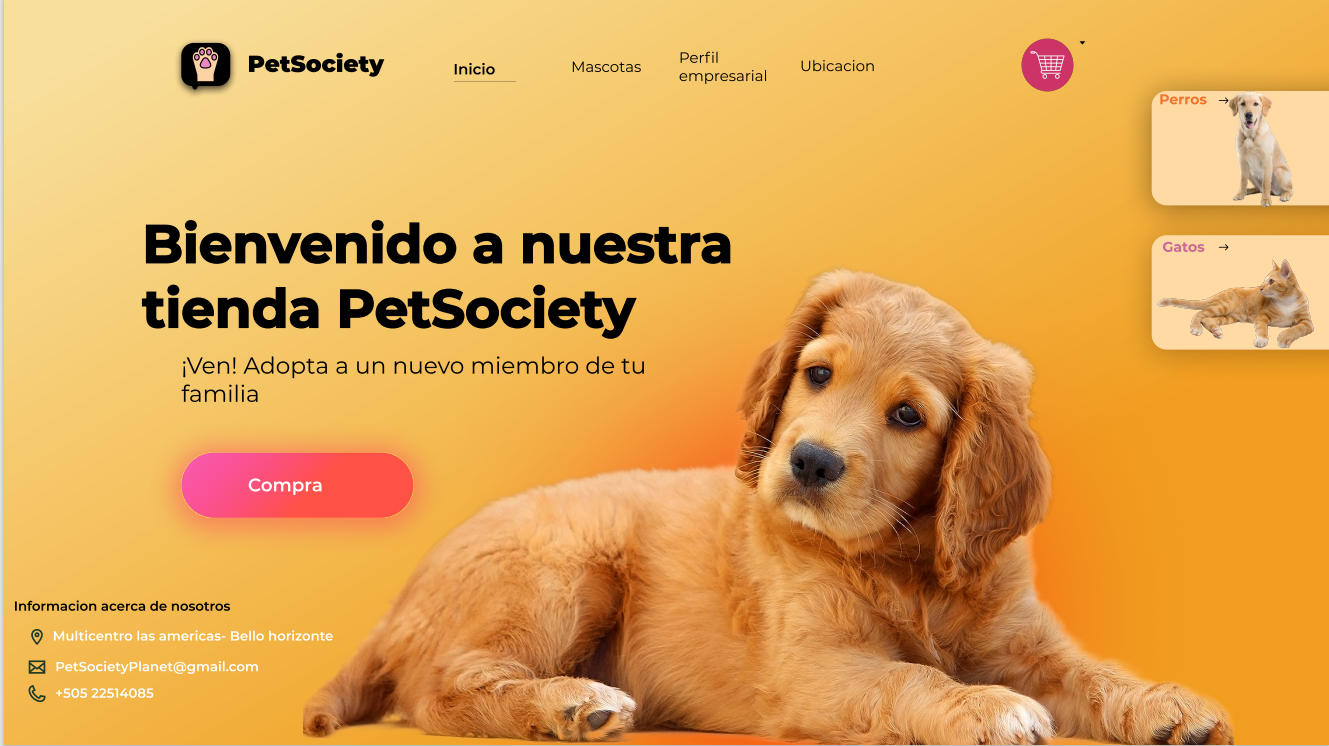 PetSociety
Inicio
Mascotas
Perfil
empresarial
Ubicacion
Perros
Gatos
Bienvenido a nuestra
tienda PetSociety
¡Ven! Adopta a un nuevo miembro de tu
familia
Compra
Informacion acerca de nosotros
Multicentro las americas- Bello horizonte
PetSocietyPlanet@gmail.com
+505 22514085